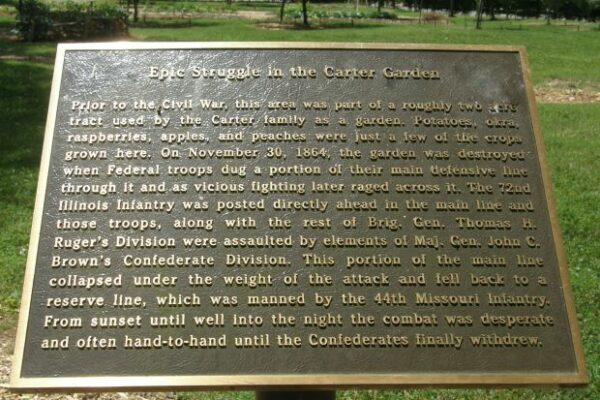 Epic Struggle in the Carter Garden
Prior to the Civil War, this area was part of a roughly two acre
tract used by the Carter family as a garden. Potatoes, okra,
raspberries, apples, and peaches were just a few of the crops
grown here. On November 30, 1864, the garden was destroyed
when Federal troops dug a portion of their main defensive line
through it and as vicious fighting later raged across it. The 72nd
Illinois Infantry was posted directly ahead in the main line and
those troops, along with the rest of Brig. Gen. Thomas H.
Ruger's Division were assaulted by elements of Maj. Gen. John C.
Brown's Confederate Division. This portion of the main line
collapsed under the weight of the attack and fell back to a
reserve line, which was manned by the 44th Missouri Infantry.
From sunset until well into the night the combat was desperate
and often hand-to-hand until the Confederates finally withdrew.